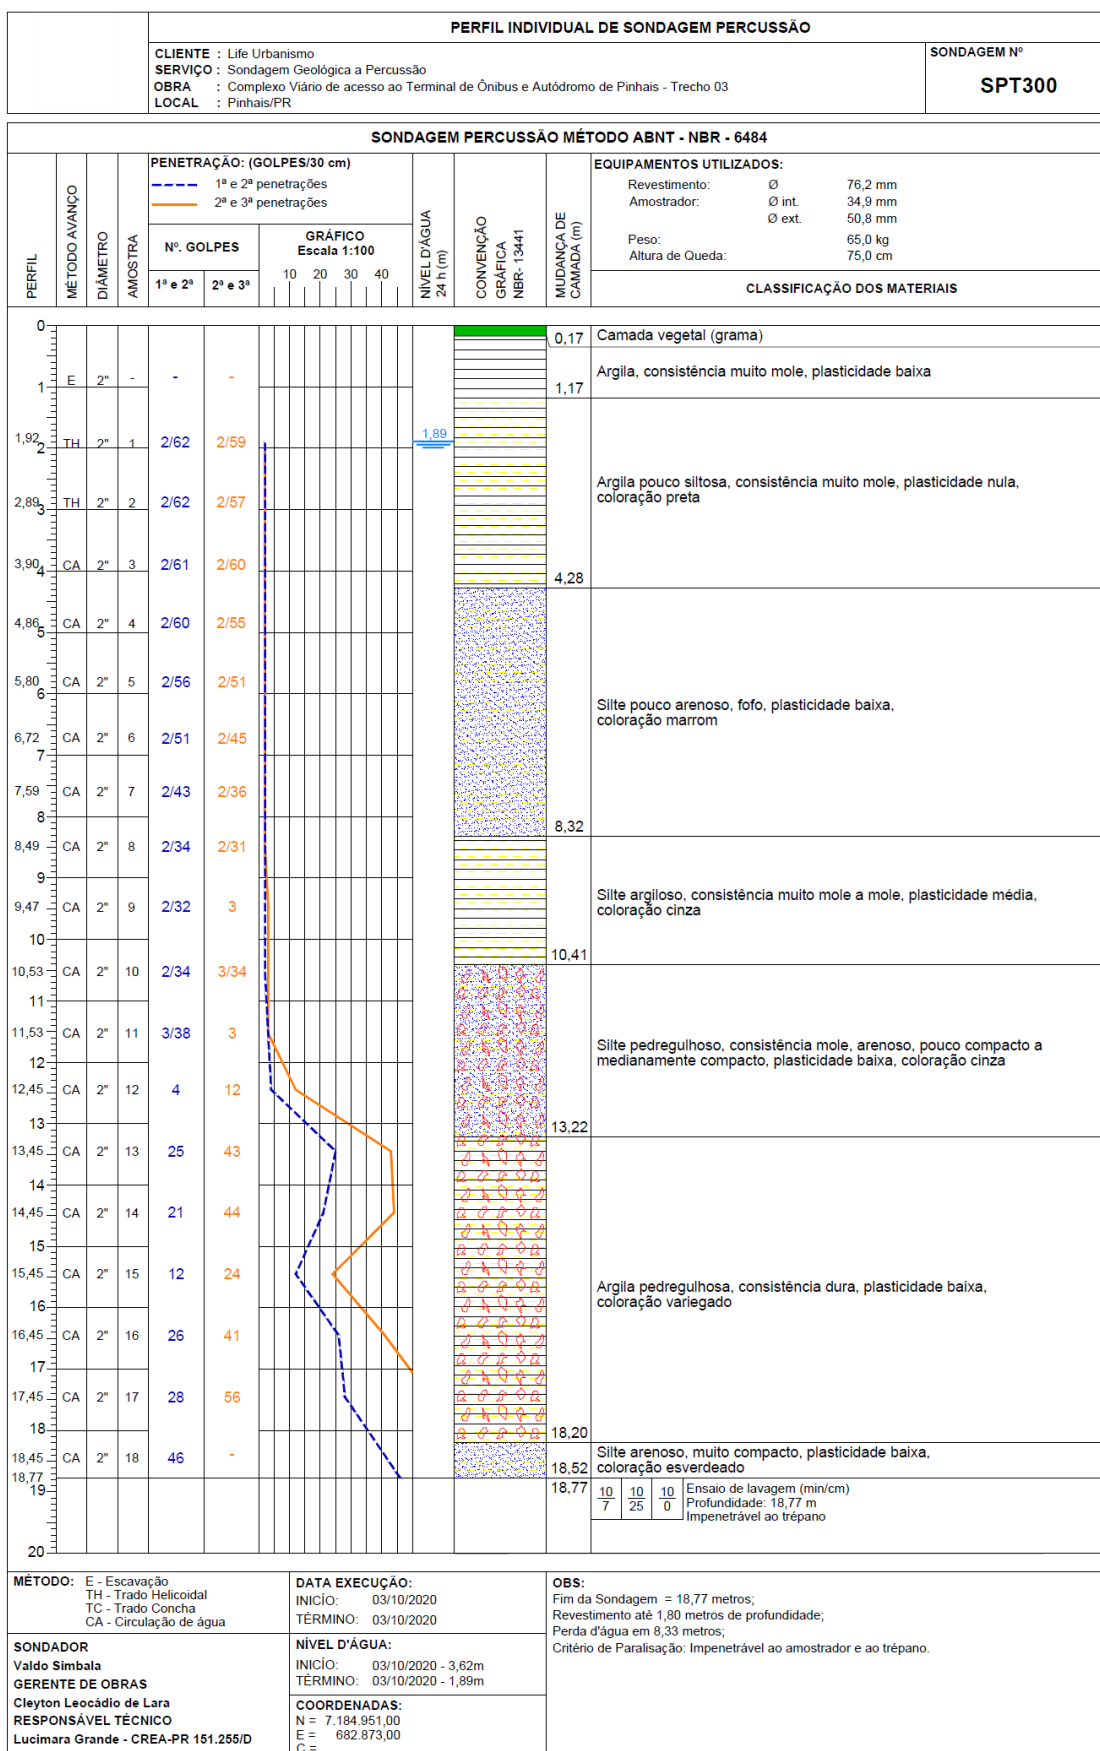 PERFIL INDIVIDUAL DE SONDAGEM PERCUSSÃO
CLIENTE : Life Urbanismo
SERVIÇO : Sondagem Geológica a Percussão
OBRA : Complexo Viário de acesso ao Terminal de Ônibus e Autódromo de Pinhais - Trecho 03
LOCAL : Pinhais/PR
SONDAGEM Nº
SPT300
SONDAGEM PERCUSSÃO MÉTODO ABNT - NBR - 6484
PERFIL
MÉTODO AVANÇO
DIÂMETRO
AMOSTRA
PENETRAÇÃO: (GOLPES/30 cm)
1ª e 2ª penetrações
2ª e 3ª penetrações
Nº. GOLPES
1ª e 2ª 2ª e 3ª
GRÁFICO
Escala 1:100
10 20 30 40
NÍVEL D'ÁGUA
24 h (m)
CONVENÇÃO
GRÁFICA
NBR- 13441
MUDANÇA DE
CAMADA (m)
EQUIPAMENTOS UTILIZADOS:
Revestimento: Ø 76,2 mm
Amostrador: Ø int. 34,9 mm
Ø ext. 50,8 mm
Peso: 65,0 kg
Altura de Queda: 75,0 cm
CLASSIFICAÇÃO DOS MATERIAIS
0
0,17 Camada vegetal (grama)
Argila, consistência muito mole, plasticidade baixa
E 2" - - -
1 1,17
1,92 TH 2" 1 2/62 2/59 1,89
2
Argila pouco siltosa, consistência muito mole, plasticidade nula,
coloração preta
2,89 TH 2" 2 2/62 2/57
3
3,90 CA 2" 3 2/61 2/60
4 4,28
4,86 CA 2" 4 2/60 2/55
5
5,80 CA 2" 5 2/56 2/51
6
Silte pouco arenoso, fofo, plasticidade baixa,
coloração marrom
6,72 CA 2" 6 2/51 2/45
7
7,59 CA 2" 7 2/43 2/36
8 8,32
8,49 CA 2" 8 2/34 2/31
9
Silte argiloso, consistência muito mole a mole, plasticidade média,
coloração cinza
9,47 CA 2" 9 2/32 3
10 10,41
10,53 CA 2" 10 2/34 3/34
11
11,53 CA 2" 11 3/38 3
Silte pedregulhoso, consistência mole, arenoso, pouco compacto a
medianamente compacto, plasticidade baixa, coloração cinza
12
12,45 CA 2" 12 4 12
13 13,22
13,45 CA 2" 13 25 43
14
14,45 CA 2" 14 21 44
15
15,45 CA 2" 15 12 24
Argila pedregulhosa, consistência dura, plasticidade baixa,
coloração variegado
16
16,45 CA 2" 16 26 41
17
17,45 CA 2" 17 28 56
18 18,20
Silte arenoso, muito compacto, plasticidade baixa,
coloração esverdeado
18,45 CA 2" 18 46 - 18,52
18,77 18,77
19
10 10 10
7 25 0
Ensaio de lavagem (min/cm)
Profundidade: 18,77 m
Impenetrável ao trépano
20
MÉTODO: E - Escavação
TH - Trado Helicoidal
TC - Trado Concha
CA - Circulação de água
SONDADOR
Valdo Simbala
GERENTE DE OBRAS
Cleyton Leocádio de Lara
RESPONSÁVEL TÉCNICO
Lucimara Grande - CREA-PR 151.255/D
DATA EXECUÇÃO:
INICÍO: 03/10/2020
TÉRMINO: 03/10/2020
NÍVEL D'ÁGUA:
INICÍO: 03/10/2020 - 3,62m
TÉRMINO: 03/10/2020 - 1,89m
COORDENADAS:
N = 7.184.951,00
E = 682.873,00
C =
OBS:
Fim da Sondagem = 18,77 metros;
Revestimento até 1,80 metros de profundidade;
Perda d'água em 8,33 metros;
Critério de Paralisação: Impenetrável ao amostrador e ao trépano.